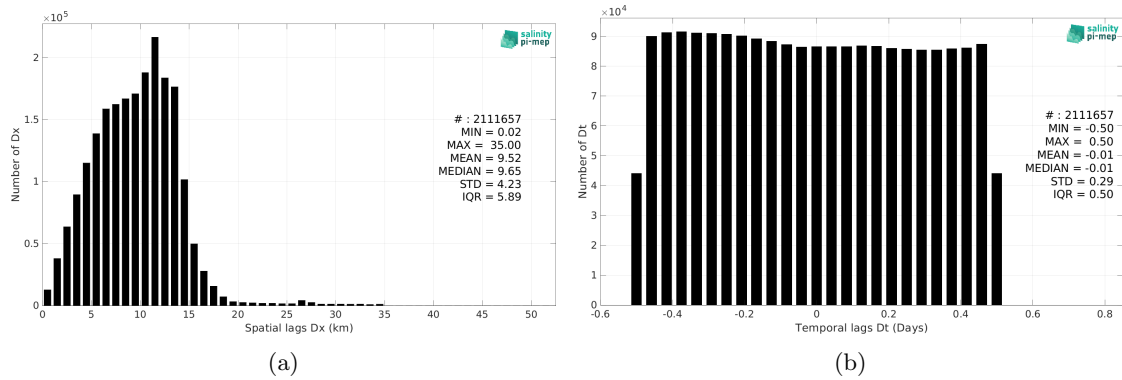 ×10⁵
2
1.5
1
0.5
0
Number of Dx
0 5 10 15 20 25 30 35 40 45 50
Spatial lags Dx (km)
salinity
pi-mep
# : 2111657
MIN = 0.02
MAX = 35.00
MEAN = 9.52
MEDIAN = 9.65
STD = 4.23
IQR = 5.89
(a)
×10⁴
9
8
7
6
5
4
3
2
1
0
Number of Dt
-0.6 -0.4 -0.2 0 0.2 0.4 0.6 0.8
Temporal lags Dt (Days)
salinity
pi-mep
# : 2111657
MIN = -0.50
MAX = 0.50
MEAN = -0.01
MEDIAN = -0.01
STD = 0.29
IQR = 0.50
(b)